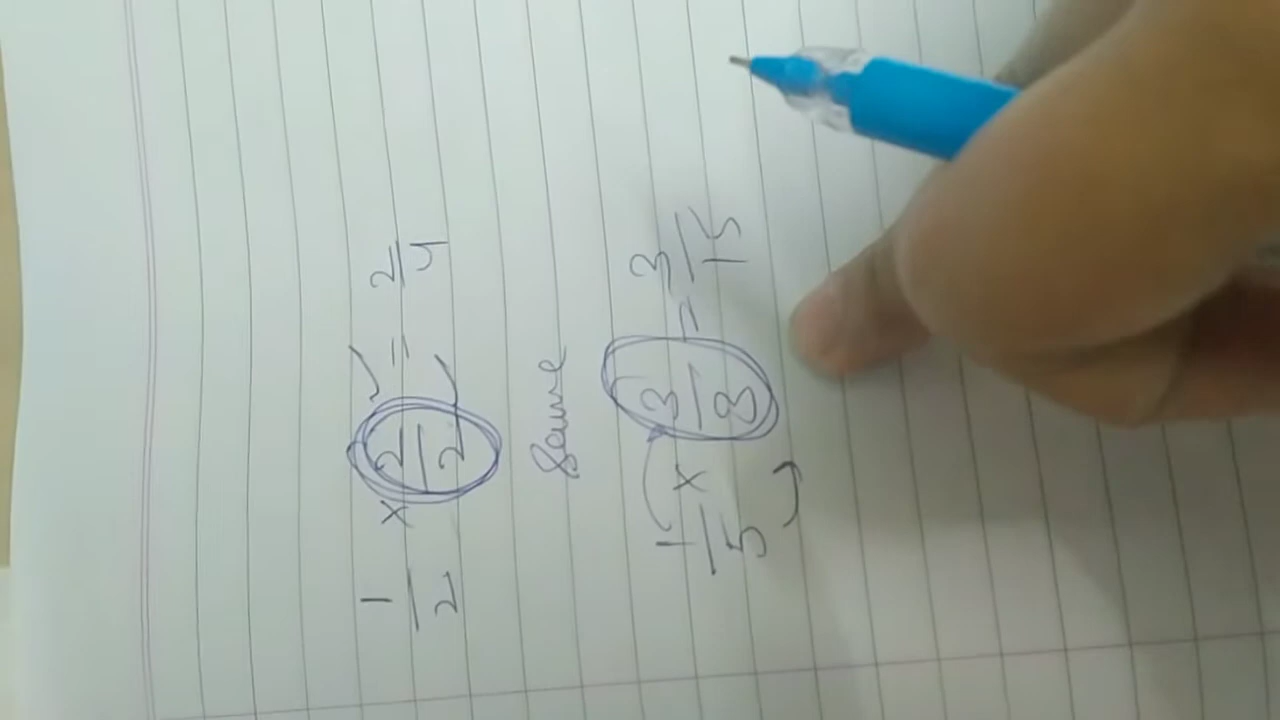 1/2 × 2/2 = 2/4
Same
1/5 × 3/3 = 3/15